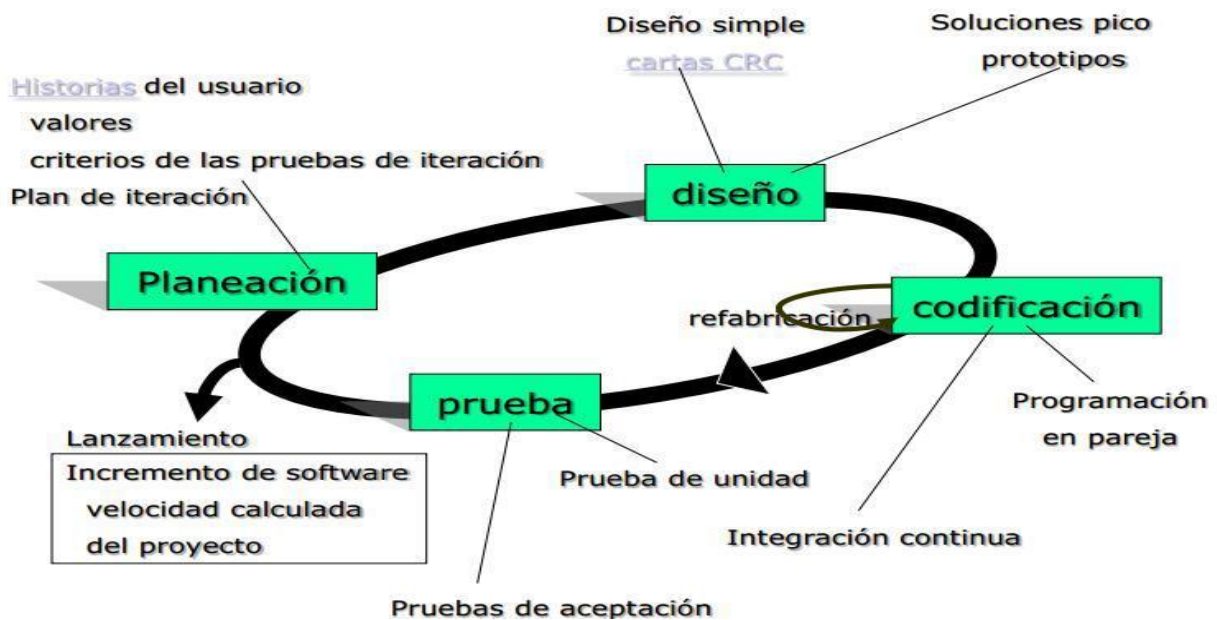 Diseño simple
cartas CRC
Soluciones pico
prototipos
Historias del usuario
valores
criterios de las pruebas de iteración
Plan de iteración
diseño
Planeación
codificación
refabricación
prueba
Programación
en pareja
Lanzamiento
Incremento de software
velocidad calculada
del proyecto
Prueba de unidad
Integración continua
Pruebas de aceptación